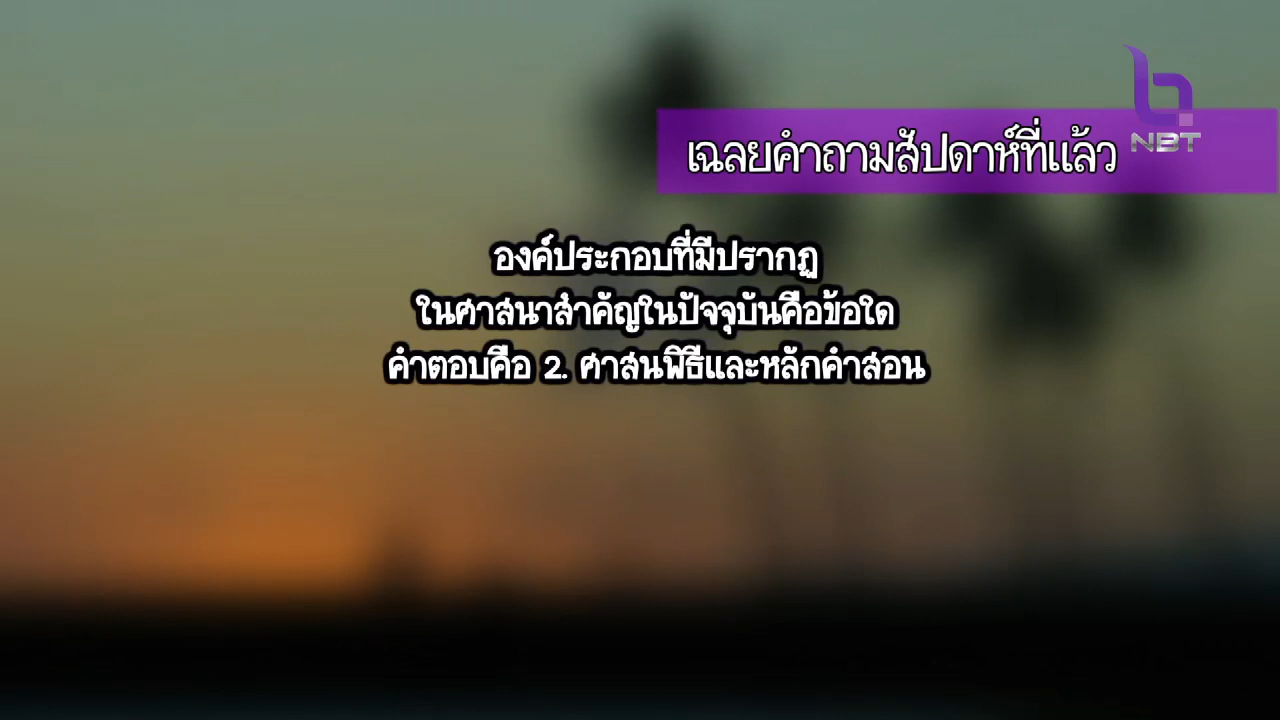 NBT
เฉลยคำถามสัปดาห์ที่แล้ว
องค์ประกอบที่มีปรากฏ
ในศาสนาสำคัญในปัจจุบันคือข้อใด
คำตอบคือ 2. ศาสนพิธีและหลักคำสอน